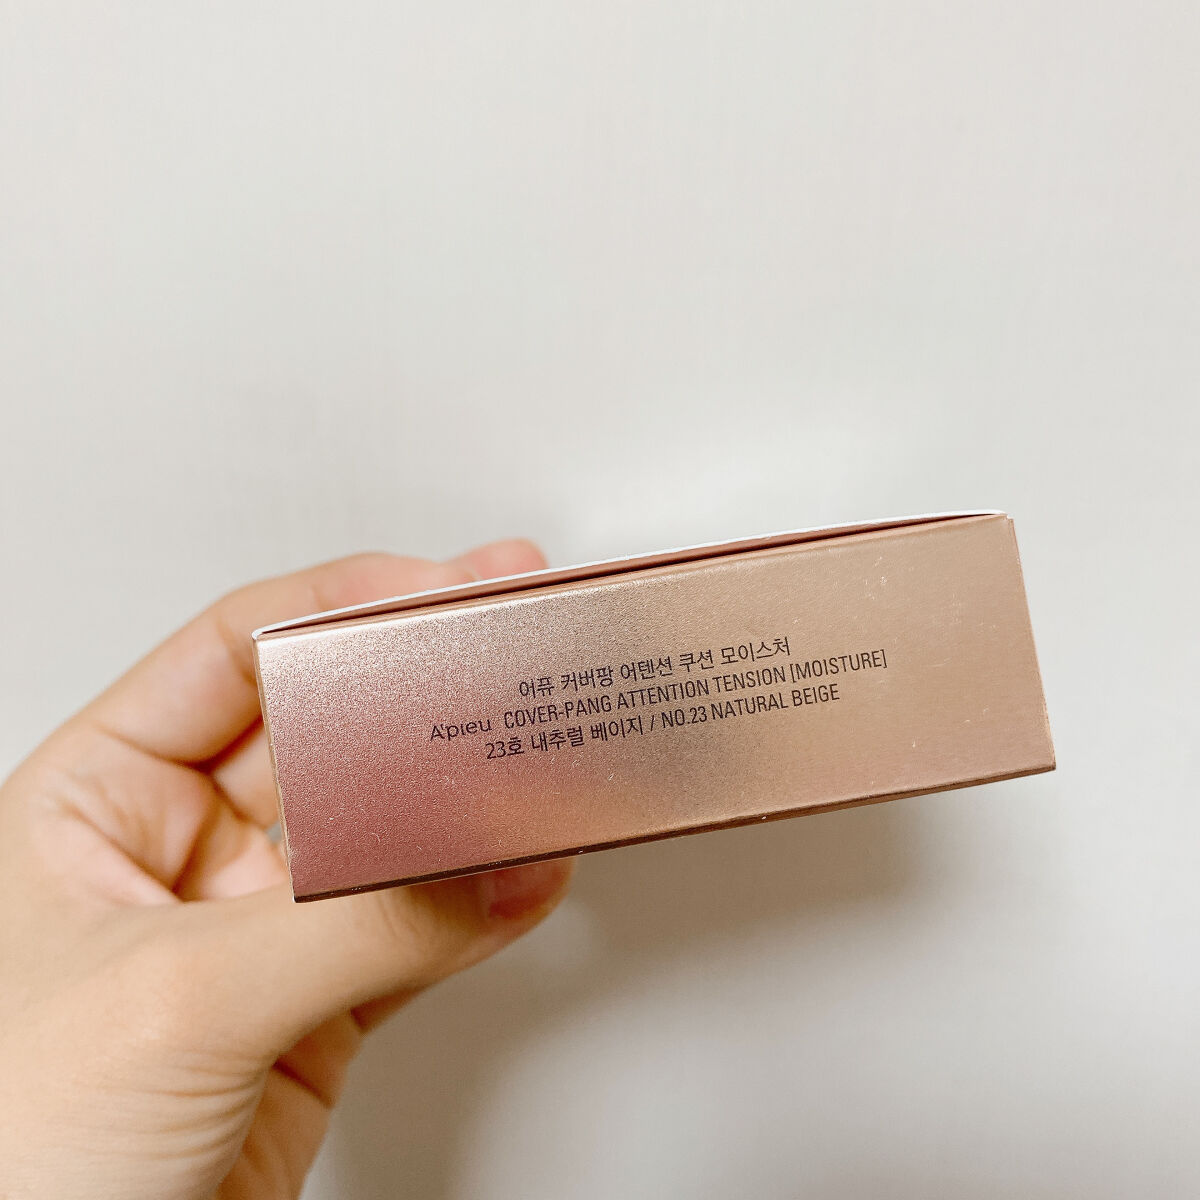 어퓨 커버팡 어텐션 쿠션 모이스처
A'PIEU COVER-PANG ATTENTION TENSION [MOISTURE]
23호 내추럴 베이지 / NO.23 NATURAL BEIGE